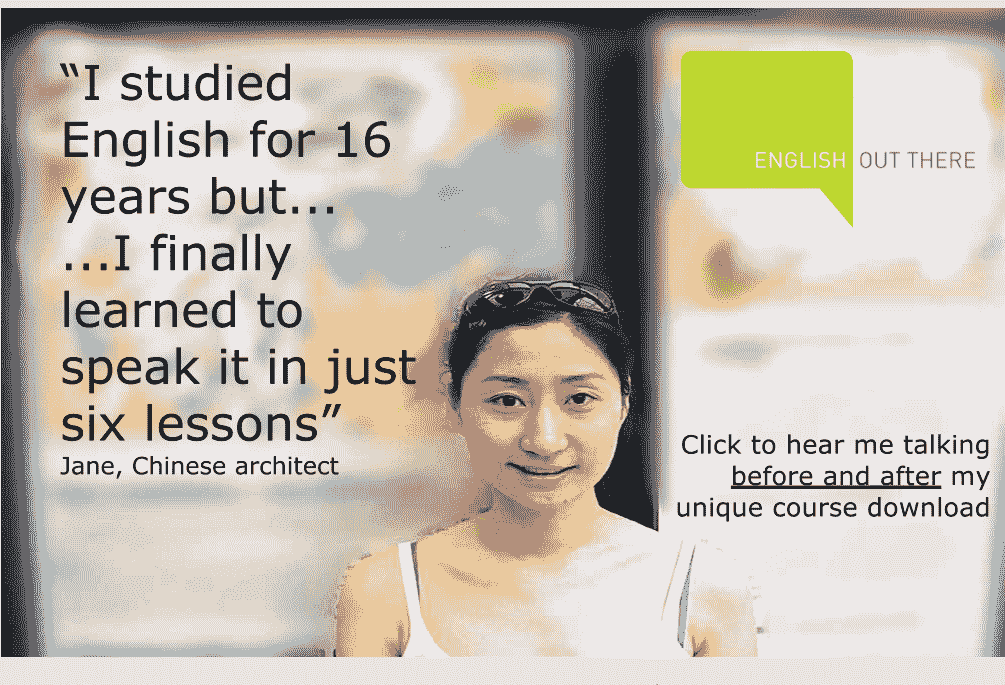 “I studied
English for 16
years but...
...I finally
learned to
speak it in just
six lessons”
Jane, Chinese architect
ENGLISH OUT THERE
Click to hear me talking
before and after my
unique course download